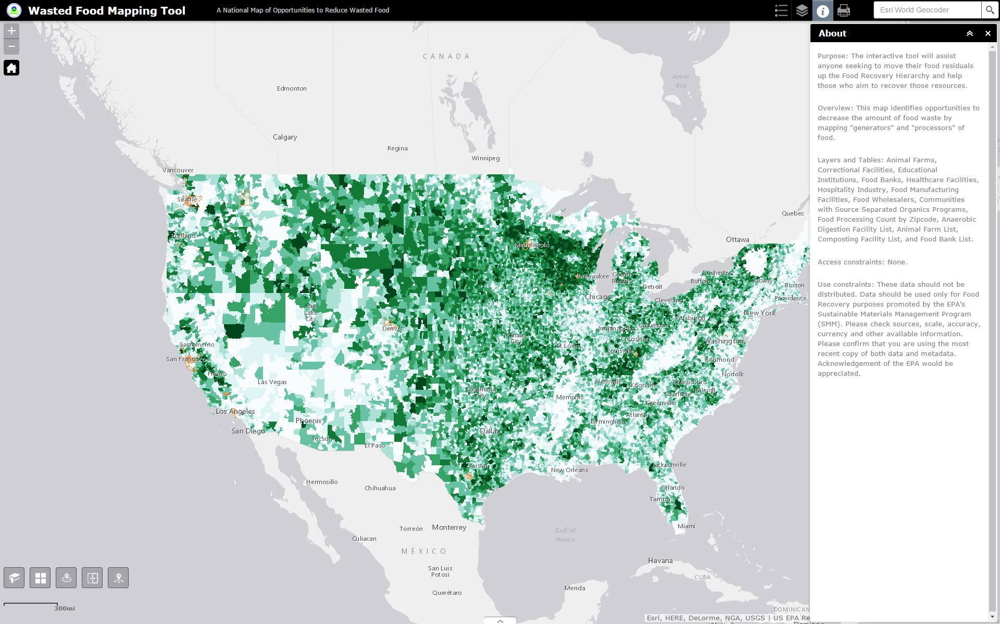 Wasted Food Mapping Tool
A National Map of Opportunities to Reduce Wasted Food
Esri World Geocoder
+
−
About
Purpose: The interactive tool will assist
anyone seeking to move their food residuals
up the Food Recovery Hierarchy and help
those who aim to recover those resources.
Overview: This map identifies opportunities to
decrease the amount of food waste by
mapping "generators" and "processors" of
food.
Layers and Tables: Animal Farms,
Correctional Facilities, Educational
Institutions, Food Banks, Healthcare Facilities,
Hospitality Industry, Food Manufacturing
Facilities, Food Wholesalers, Communities
with Source Separated Organics Programs,
Food Processing Count by Zipcode, Anaerobic
Digestion Facility List, Animal Farm List,
Composting Facility List, and Food Bank List.
Access constraints: None.
Use constraints: These data should not be
distributed. Data should be used only for Food
Recovery purposes promoted by the EPA's
Sustainable Materials Management Program
(SMM). Please check sources, scale, accuracy,
currency and other available information.
Please confirm that you are using the most
recent copy of both data and metadata.
Acknowledgement of the EPA would be
appreciated.
CANADA
James
Bay
Edmonton
Calgary
Regina
Winnipeg
Vancouver
Seattle
Quebec
Portland
Minneapolis
Ottawa
Milwaukee
Grand
Rapids
Rochester
Buffalo
Albany
Detroit
Boston
Chicago
Cleveland
Providence
Salt
Lake
City
New York
Pittsburgh
Denver
Indianapolis
Columbus
Kansas
City
Cincinnati
Sacramento
St Louis
Washington
Louisville
San Francisco
Richmond
Fresno
Norfolk
Las Vegas
Nashville
Knoxville
Greensboro
Raleigh
Oklahoma
City
Charlotte
Memphis
Greenville
Los Angeles
Atlanta
Phoenix
Birmingham
San Diego
Dallas
Tucson
El Paso
Austin
Jacksonville
New Orleans
Hermosillo
Chihuahua
Orlando
Tampa
Miami
Torreón
Monterrey
Gulf of
Mexico
Culiacan
MÉXICO
Havana
San Luis
Potosi
CUBA
Merida
Querétaro
300mi
DOMINICAN
Esri, HERE, DeLorme, NGA, USGS | US EPA Re